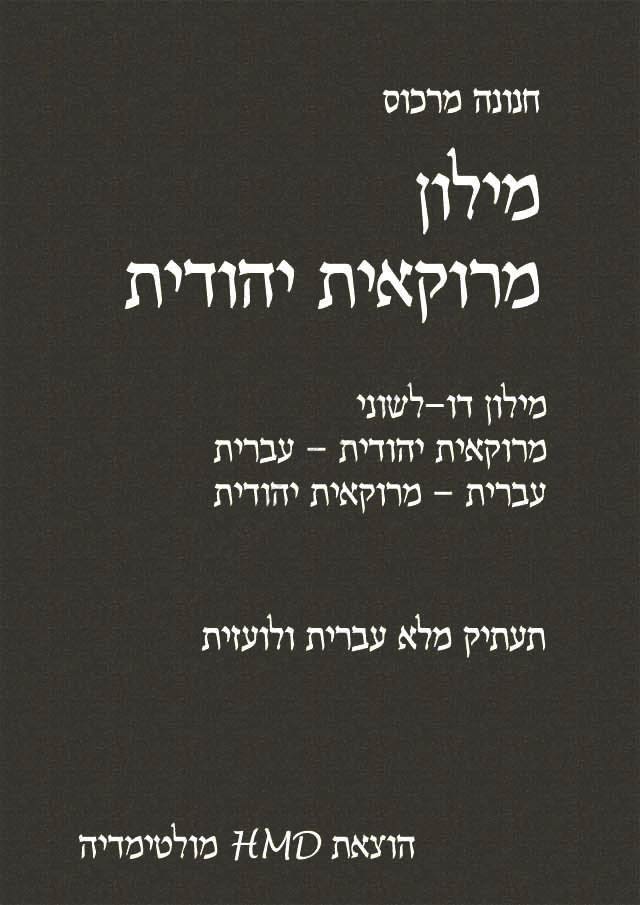 חנונה מרכוס
מילון
מרוקאית יהודית
מילון דו-לשוני
מרוקאית יהודית - עברית
עברית - מרוקאית יהודית
תעתיק מלא עברית ולועזית
הוצאת HMD מולטימדיה